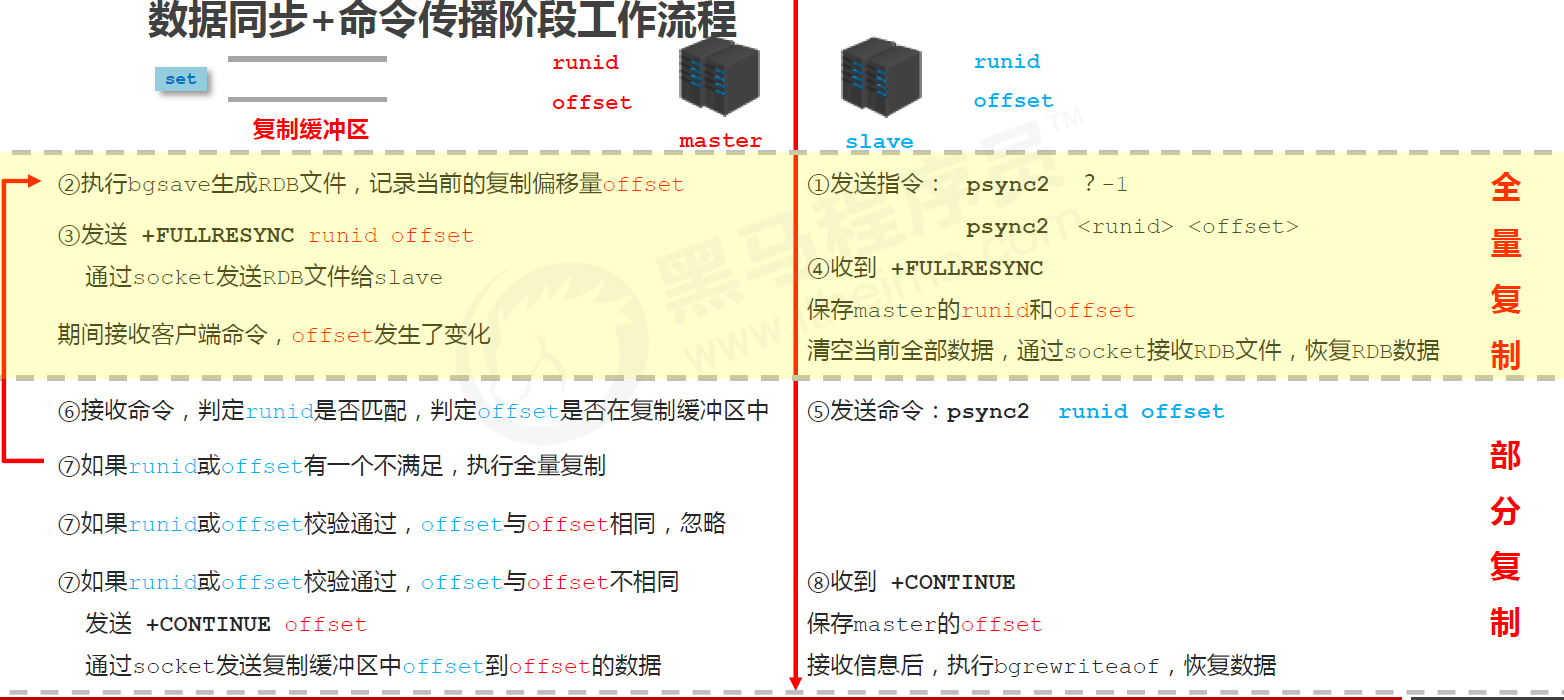 数据同步+命令传播阶段工作流程
set
复制缓冲区
runid
offset
master
runid
offset
slave
②执行bgsave生成RDB文件，记录当前的复制偏移量offset
③发送 +FULLRESYNC runid offset
通过socket发送RDB文件给slave
期间接收客户端命令，offset发生了变化
①发送指令： psync2 ？-1
psync2 <runid> <offset>
④收到 +FULLRESYNC
保存master的runid和offset
清空当前全部数据，通过socket接收RDB文件，恢复RDB数据
全
量
复
制
⑥接收命令，判定runid是否匹配，判定offset是否在复制缓冲区中
⑦如果runid或offset有一个不满足，执行全量复制
⑦如果runid或offset校验通过，offset与offset相同，忽略
⑦如果runid或offset校验通过，offset与offset不相同
发送 +CONTINUE offset
通过socket发送复制缓冲区中offset到offset的数据
⑤发送命令：psync2 runid offset
⑧收到 +CONTINUE
保存master的offset
接收信息后，执行bgrewriteaof，恢复数据
部
分
复
制
黑马程序员™